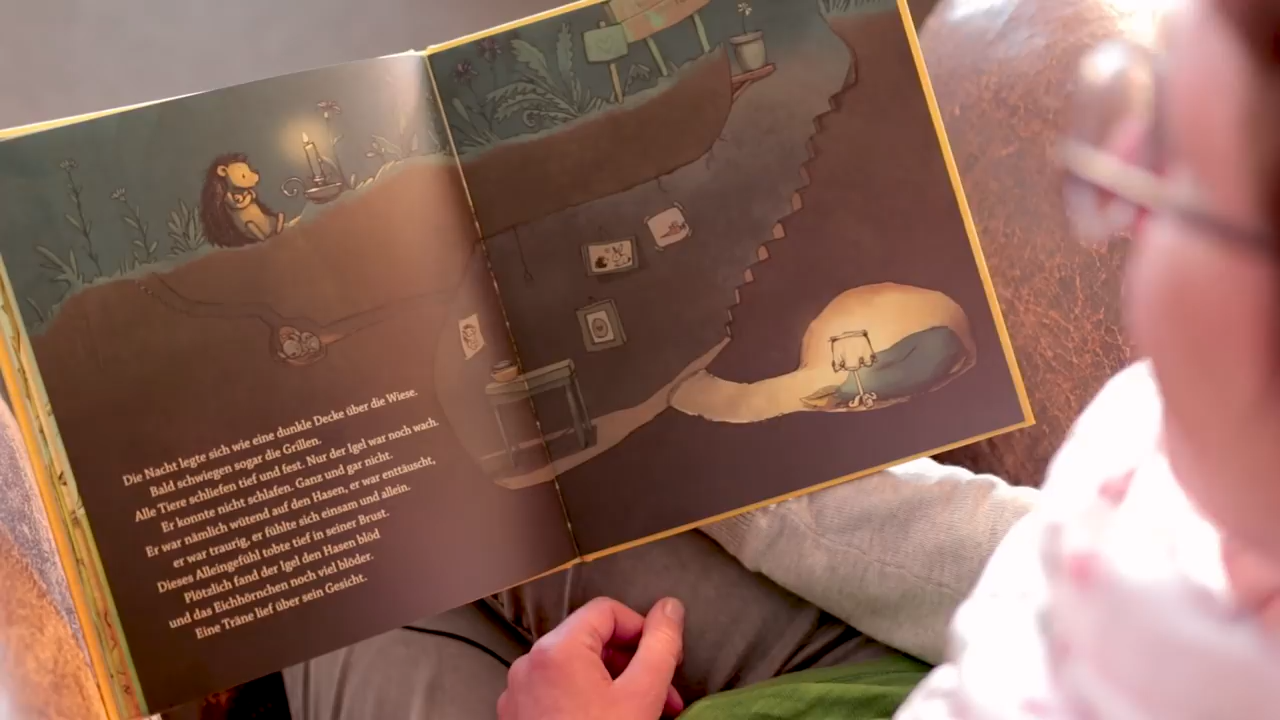 Die Nacht legte sich wie eine dunkle Decke über die Wiese.
Bald schwiegen sogar die Grillen.
Alle Tiere schliefen tief und fest. Nur der Igel war noch wach.
Er konnte nicht schlafen. Ganz und gar nicht.
Er war nämlich wütend auf den Hasen, er war enttäuscht,
er war traurig, er fühlte sich einsam und allein.
Dieses Alleingefühl tobte tief in seiner Brust.
Plötzlich fand der Igel den Hasen blöd
und das Eichhörnchen noch viel blöder.
Eine Träne lief über sein Gesicht.